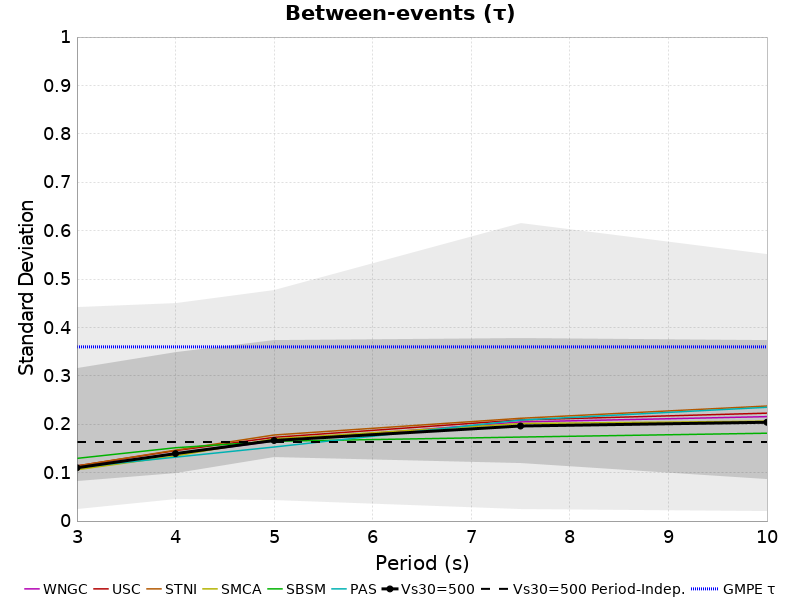 Between-events (τ)
Standard Deviation
1
0.9
0.8
0.7
0.6
0.5
0.4
0.3
0.2
0.1
0
3 4 5 6 7 8 9 10
Period (s)
WNGC USC STNI SMCA SBSM PAS Vs30=500 Vs30=500 Period-Indep. GMPE τ